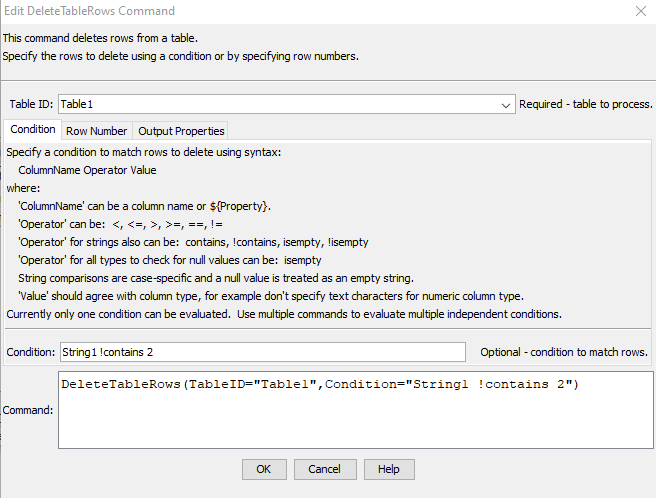 Edit DeleteTableRows Command
This command deletes rows from a table.
Specify the rows to delete using a condition or by specifying row numbers.
Table ID: Table1 Required - table to process.
Condition Row Number Output Properties
Specify a condition to match rows to delete using syntax:
ColumnName Operator Value
where:
'ColumnName' can be a column name or ${Property}.
'Operator' can be: <, <=, >, >=, ==, !=
'Operator' for strings also can be: contains, !contains, isempty, !isempty
'Operator' for all types to check for null values can be: isempty
String comparisons are case-specific and a null value is treated as an empty string.
'Value' should agree with column type, for example don't specify text characters for numeric column type.
Currently only one condition can be evaluated. Use multiple commands to evaluate multiple independent conditions.
Condition: String1 !contains 2 Optional - condition to match rows.
DeleteTableRows(TableID="Table1",Condition="String1 !contains 2")
Command:
OK Cancel Help